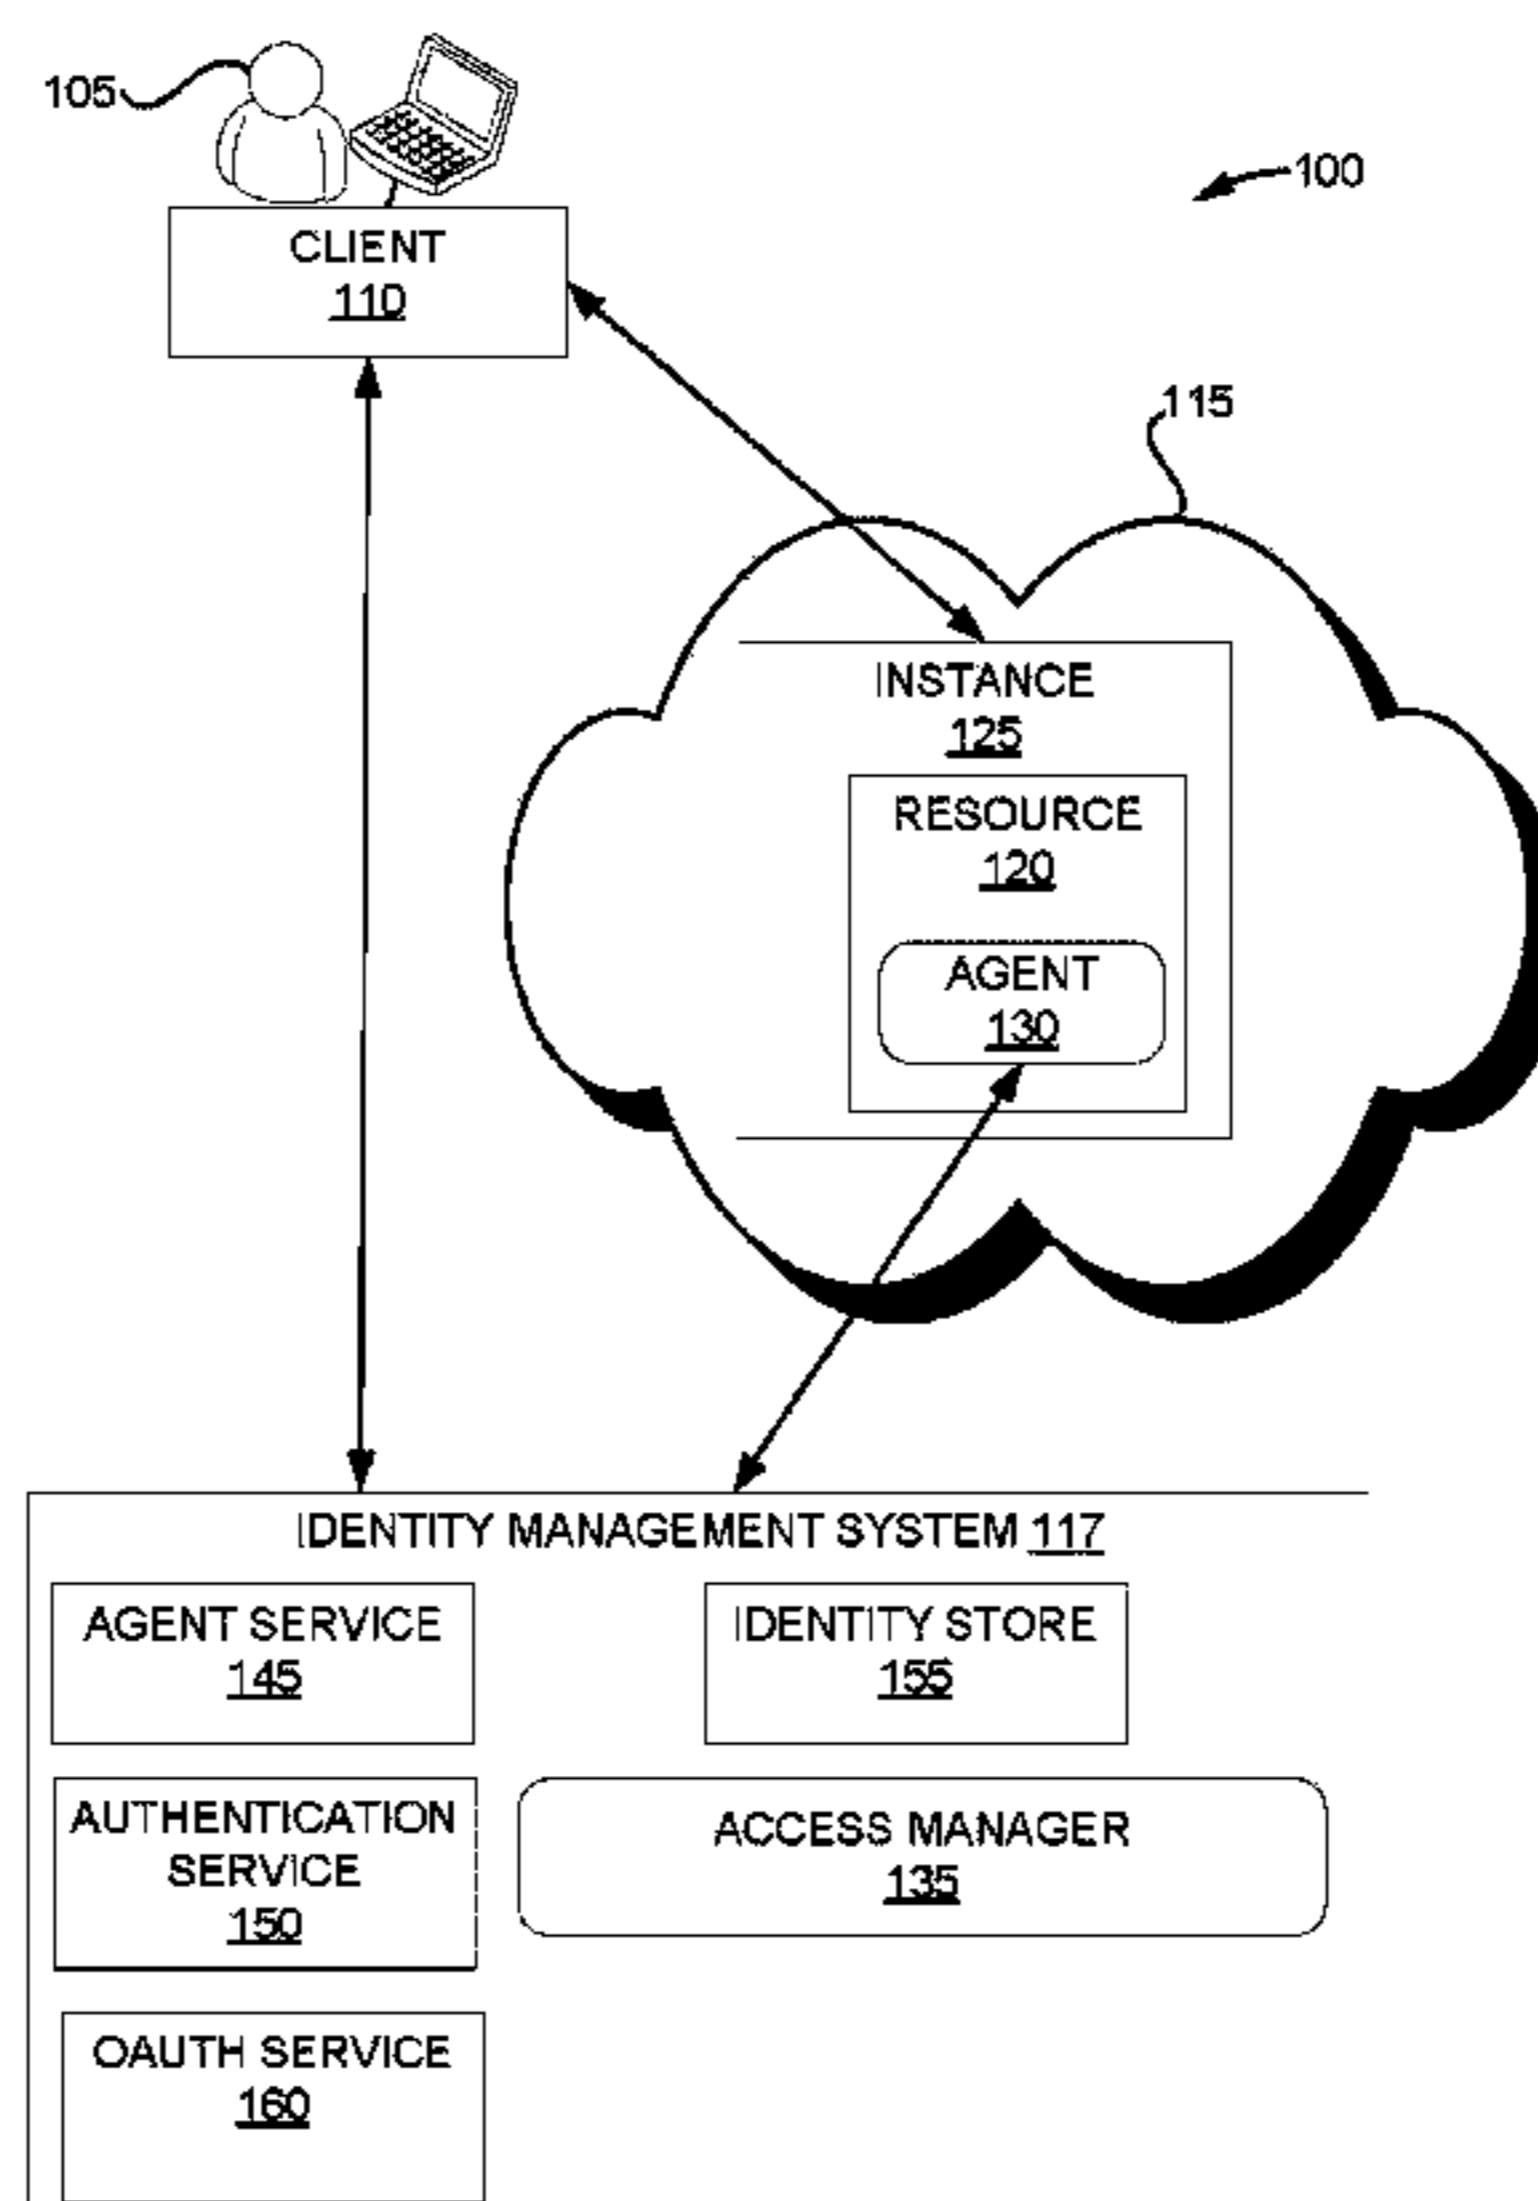 105
100
CLIENT
110
115
INSTANCE
125
RESOURCE
120
AGENT
130
IDENTITY MANAGEMENT SYSTEM 117
AGENT SERVICE
145
IDENTITY STORE
155
AUTHENTICATION
SERVICE
150
ACCESS MANAGER
135
OAUTH SERVICE
160